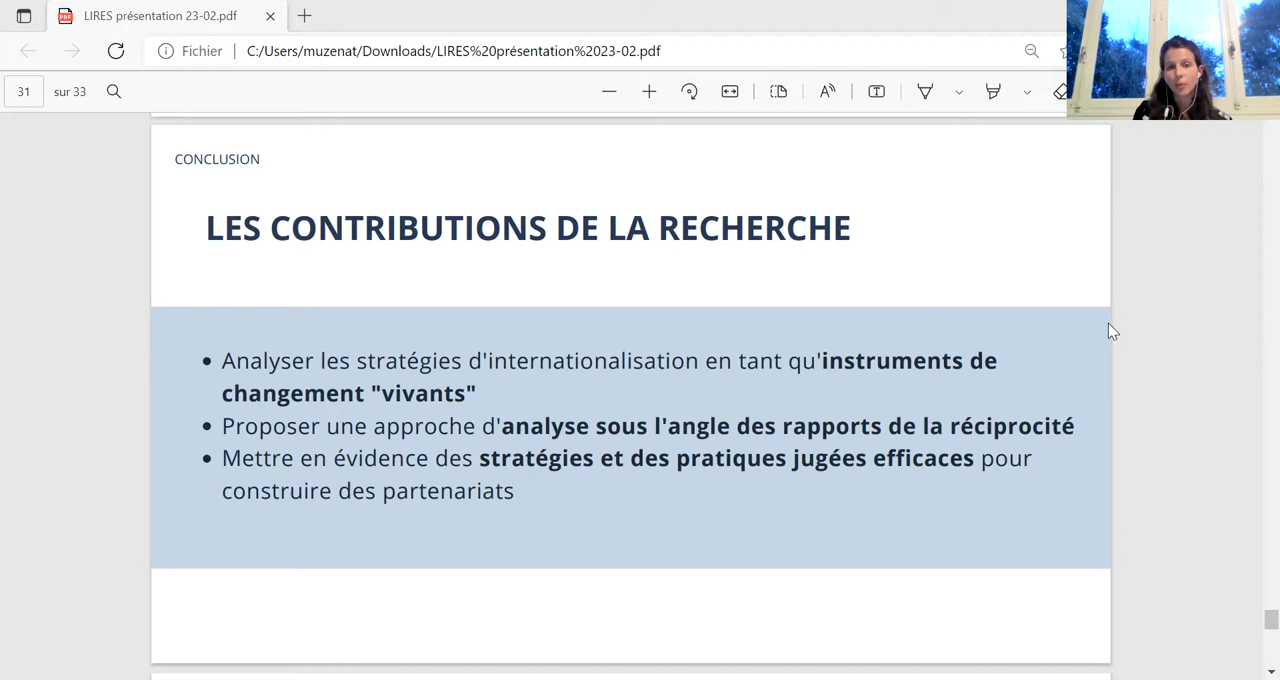 LIRES présentation 23-02.pdf
Fichier C:/Users/muzenat/Downloads/LIRES%20présentation%2023-02.pdf
31 sur 33
CONCLUSION
LES CONTRIBUTIONS DE LA RECHERCHE
• Analyser les stratégies d'internationalisation en tant qu'instruments de
changement "vivants"
• Proposer une approche d'analyse sous l'angle des rapports de la réciprocité
• Mettre en évidence des stratégies et des pratiques jugées efficaces pour
construire des partenariats